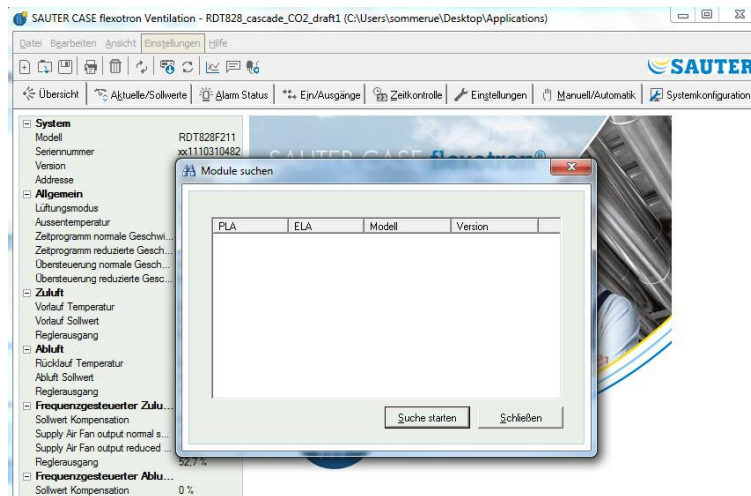 SAUTER CASE flexotron Ventilation - RDT828_cascade_CO2_draft1 (C:\Users\sommerue\Desktop\Applications)
Datei Bearbeiten Ansicht Einstellungen Hilfe
SAUTER
Übersicht Aktuelle/Sollwerte Alarm Status Ein/Ausgänge Zeitkontrolle Einstellungen Manuell/Automatik Systemkonfiguration
System
Modell RDT828F211
Seriennummer xx1110310482
Version
Addresse
Allgemein
Lüftungsmodus
Aussentemperatur
Zeitprogramm normale Geschwi...
Zeitprogramm reduzierte Gesch...
Übersteuerung normale Gesch...
Übersteuerung reduzierte Gesc...
Zuluft
Vorlauf Temperatur
Vorlauf Sollwert
Reglerausgang
Abluft
Rücklauf Temperatur
Abluft Sollwert
Reglerausgang
Frequenzgesteuerter Zulu...
Sollwert Kompensation
Supply Air Fan output normal s...
Supply Air Fan output reduced ...
Reglerausgang 52,7 %
Frequenzgesteuerter Ablu...
Sollwert Kompensation 0 %
SAUTER CASE flexotron®
Module suchen
PLA ELA Modell Version
Suche starten Schließen